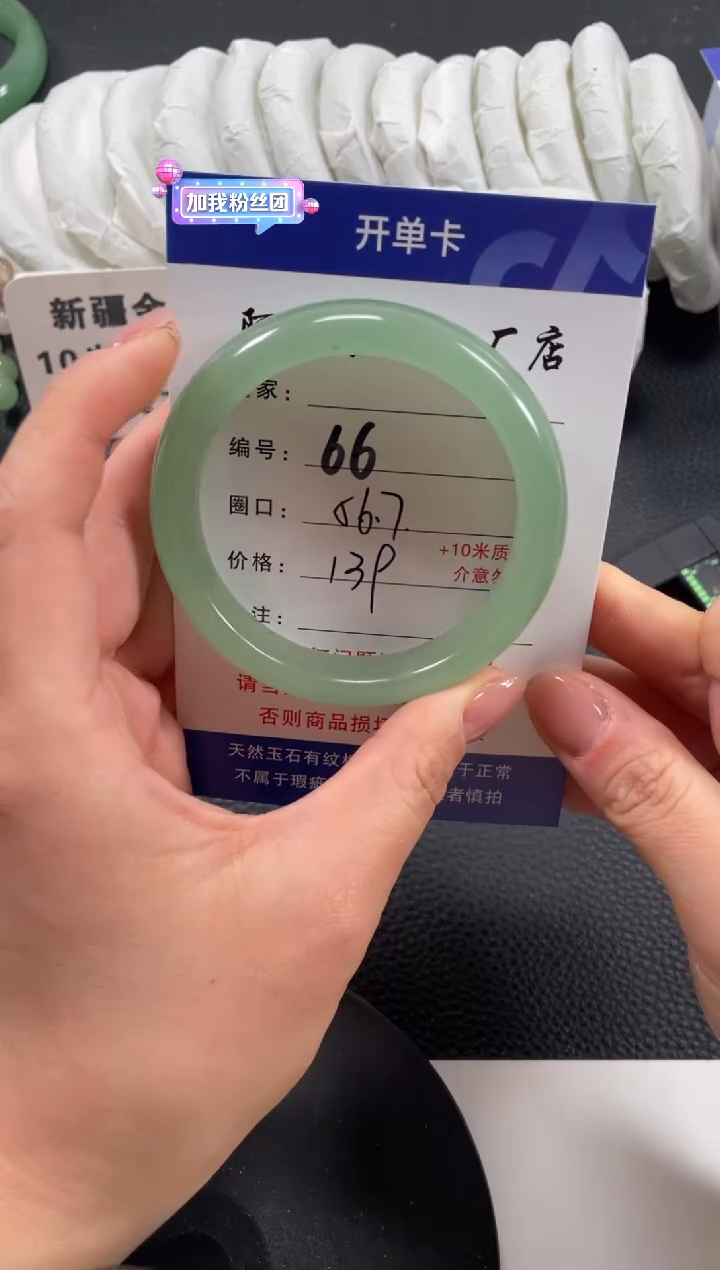 加我粉丝团
开单卡
厂店
新疆
10
家:
编号: 66
圈口: 56.7
价格: 139
+10米质
介意
注:
请
否则商品损
天然玉石有纹 于正常
不属于瑕疵 者慎拍